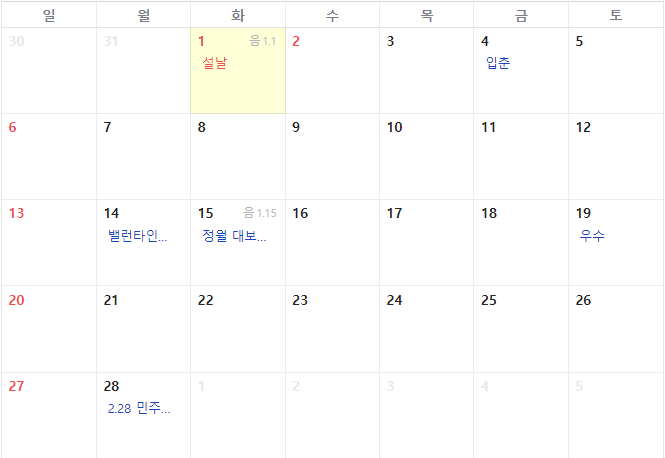 일 월 화 수 목 금 토
30 31 1 음 1.1 2 3 4 5
설날 입춘
6 7 8 9 10 11 12
13 14 15 음 1.15 16 17 18 19
밸런타인... 정월 대보... 우수
20 21 22 23 24 25 26
27 28 1 2 3 4 5
2.28 민주...